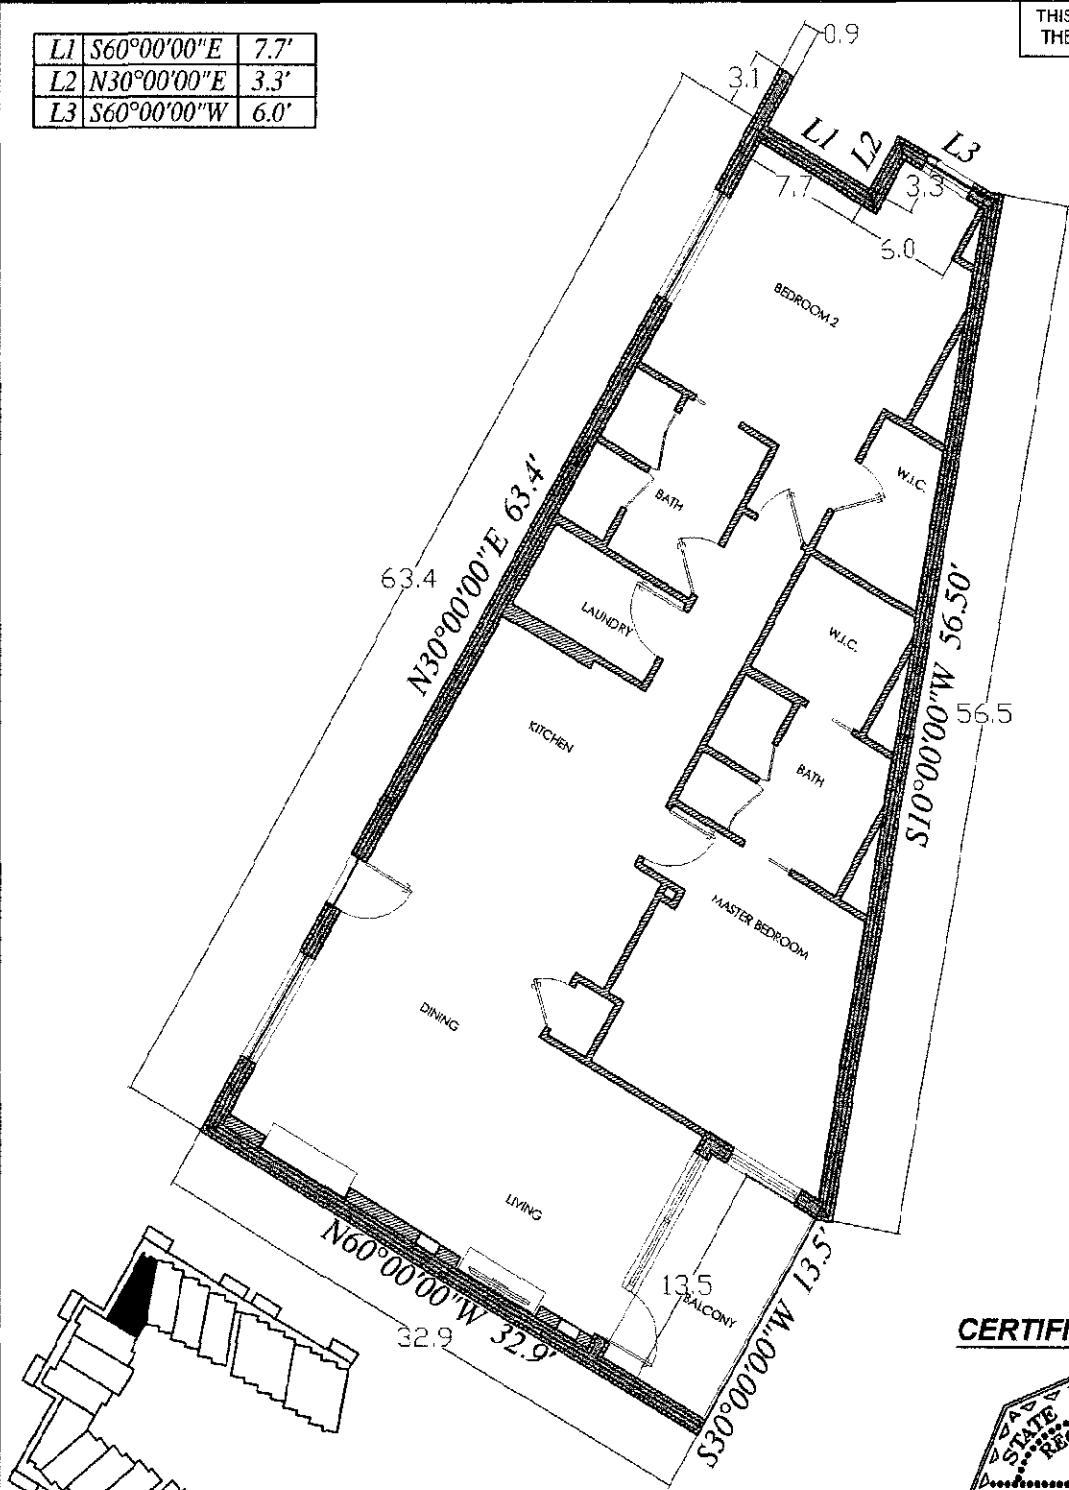 THIS
THE
L1 S60°00'00"E 7.7'
L2 N30°00'00"E 3.3'
L3 S60°00'00"W 6.0'
0.9
3.1
L1
L2
L3
7.7
3.3
6.0
BEDROOM 2
W.I.C.
BATH
N30°00'00"E 63.4'
63.4
LAUNDRY
W.I.C.
S10°00'00"W 56.50'
56.5
KITCHEN
BATH
MASTER BEDROOM
DINING
LIVING
N60°00'00"W 32.9'
32.9
13.5
BALCONY
S30°00'00"W 13.5'
CERTIFI
STATE